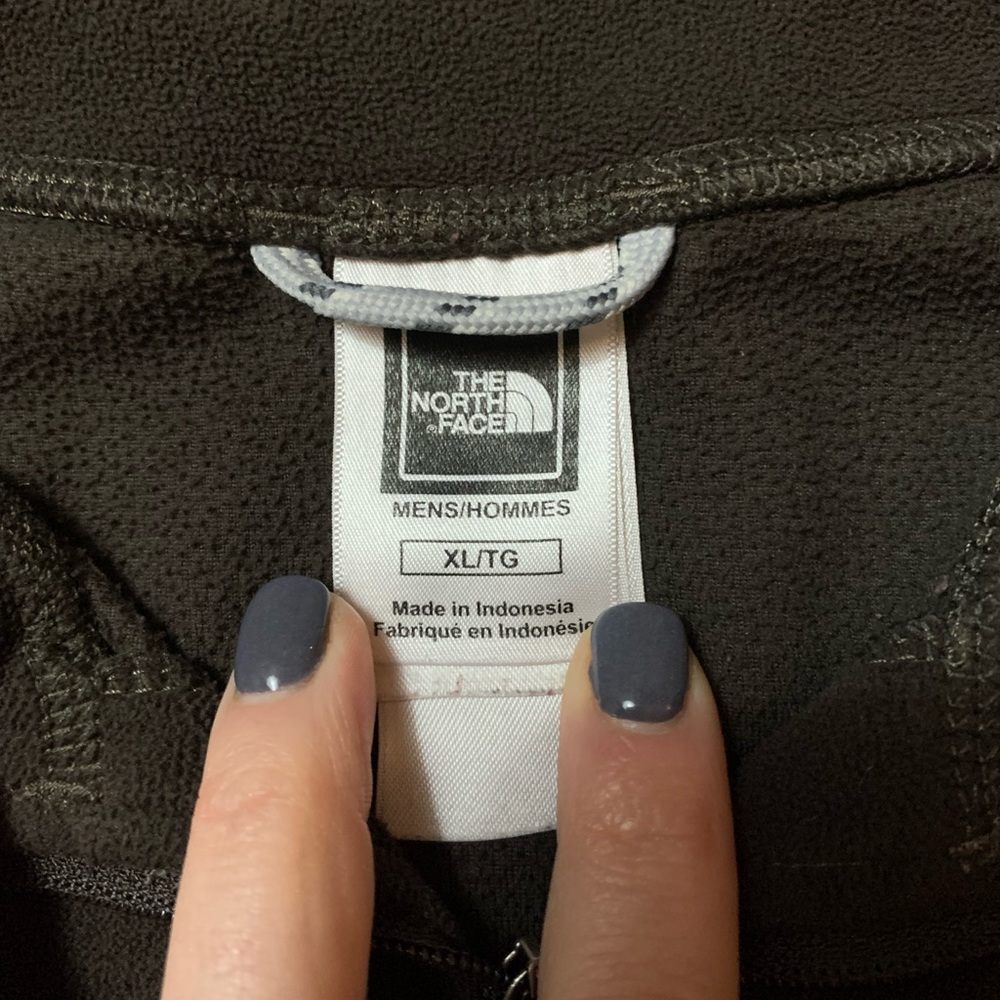 THE
NORTH
FACE
MENS/HOMMES
XL/TG
Made in Indonesia
Fabriqué en Indonésie